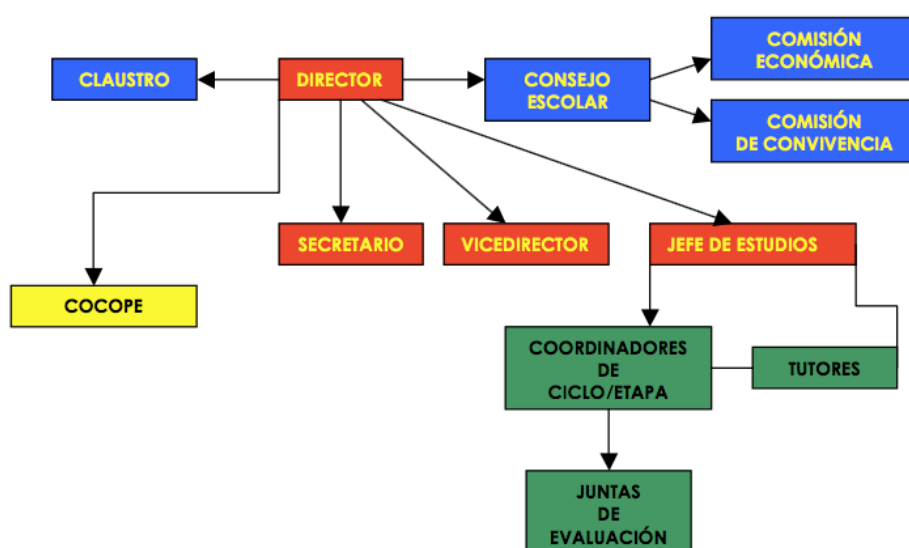 COMISIÓN
ECONÓMICA
CLAUSTRO
DIRECTOR
CONSEJO
ESCOLAR
COMISIÓN
DE CONVIVENCIA
SECRETARIO
VICEDIRECTOR
JEFE DE ESTUDIOS
COCOPE
COORDINADORES
DE
CICLO/ETAPA
TUTORES
JUNTAS
DE
EVALUACIÓN